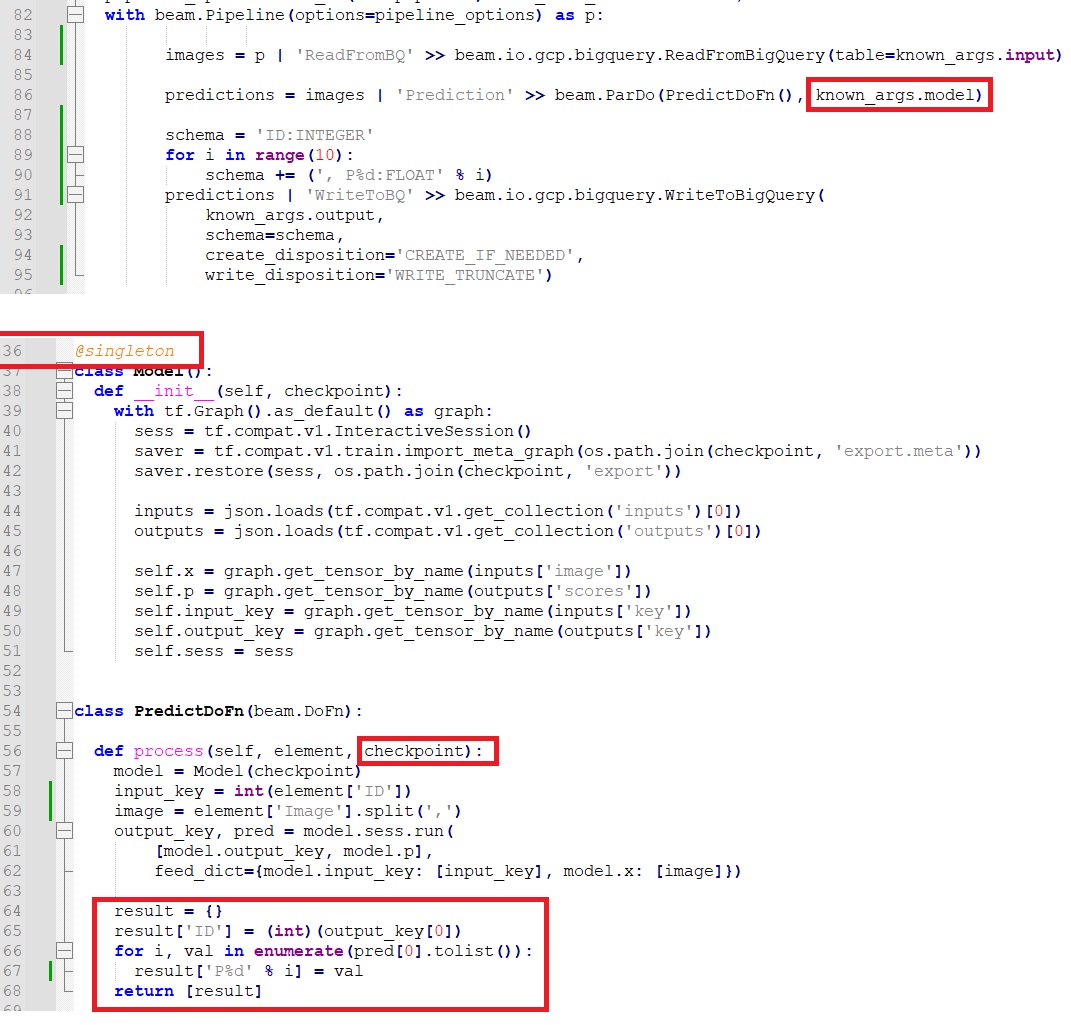 82 with beam.Pipeline(options=pipeline_options) as p:
83
84 images = p | 'ReadFromBQ' >> beam.io.gcp.bigquery.ReadFromBigQuery(table=known_args.input)
85
86 predictions = images | 'Prediction' >> beam.ParDo(PredictDoFn(), known_args.model)
87
88 schema = 'ID:INTEGER'
89 for i in range(10):
90 schema += (', P%d:FLOAT' % i)
91 predictions | 'WriteToBQ' >> beam.io.gcp.bigquery.WriteToBigQuery(
92 known_args.output,
93 schema=schema,
94 create_disposition='CREATE_IF_NEEDED',
95 write_disposition='WRITE_TRUNCATE')
36 @singleton
37 class Model():
38 def __init__(self, checkpoint):
39 with tf.Graph().as_default() as graph:
40 sess = tf.compat.v1.InteractiveSession()
41 saver = tf.compat.v1.train.import_meta_graph(os.path.join(checkpoint, 'export.meta'))
42 saver.restore(sess, os.path.join(checkpoint, 'export'))
43
44 inputs = json.loads(tf.compat.v1.get_collection('inputs')[0])
45 outputs = json.loads(tf.compat.v1.get_collection('outputs')[0])
46
47 self.x = graph.get_tensor_by_name(inputs['image'])
48 self.p = graph.get_tensor_by_name(outputs['scores'])
49 self.input_key = graph.get_tensor_by_name(inputs['key'])
50 self.output_key = graph.get_tensor_by_name(outputs['key'])
51 self.sess = sess
52
53
54 class PredictDoFn(beam.DoFn):
55
56 def process(self, element, checkpoint):
57 model = Model(checkpoint)
58 input_key = int(element['ID'])
59 image = element['Image'].split(',')
60 output_key, pred = model.sess.run(
61 [model.output_key, model.p],
62 feed_dict={model.input_key: [input_key], model.x: [image]})
63
64 result = {}
65 result['ID'] = (int)(output_key[0])
66 for i, val in enumerate(pred[0].tolist()):
67 result['P%d' % i] = val
68 return [result]